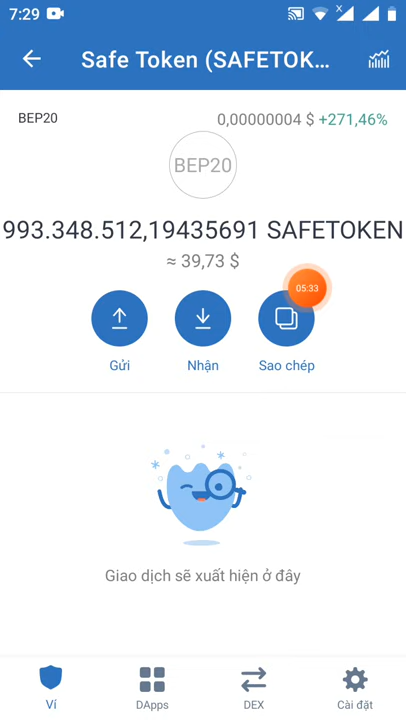 7:29
Safe Token (SAFETOK...
BEP20
0,00000004 $ +271,46%
BEP20
993.348.512,19435691 SAFETOKEN
≈ 39,73 $
05:33
Gửi
Nhận
Sao chép
Giao dịch sẽ xuất hiện ở đây
Ví
DApps
DEX
Cài đặt